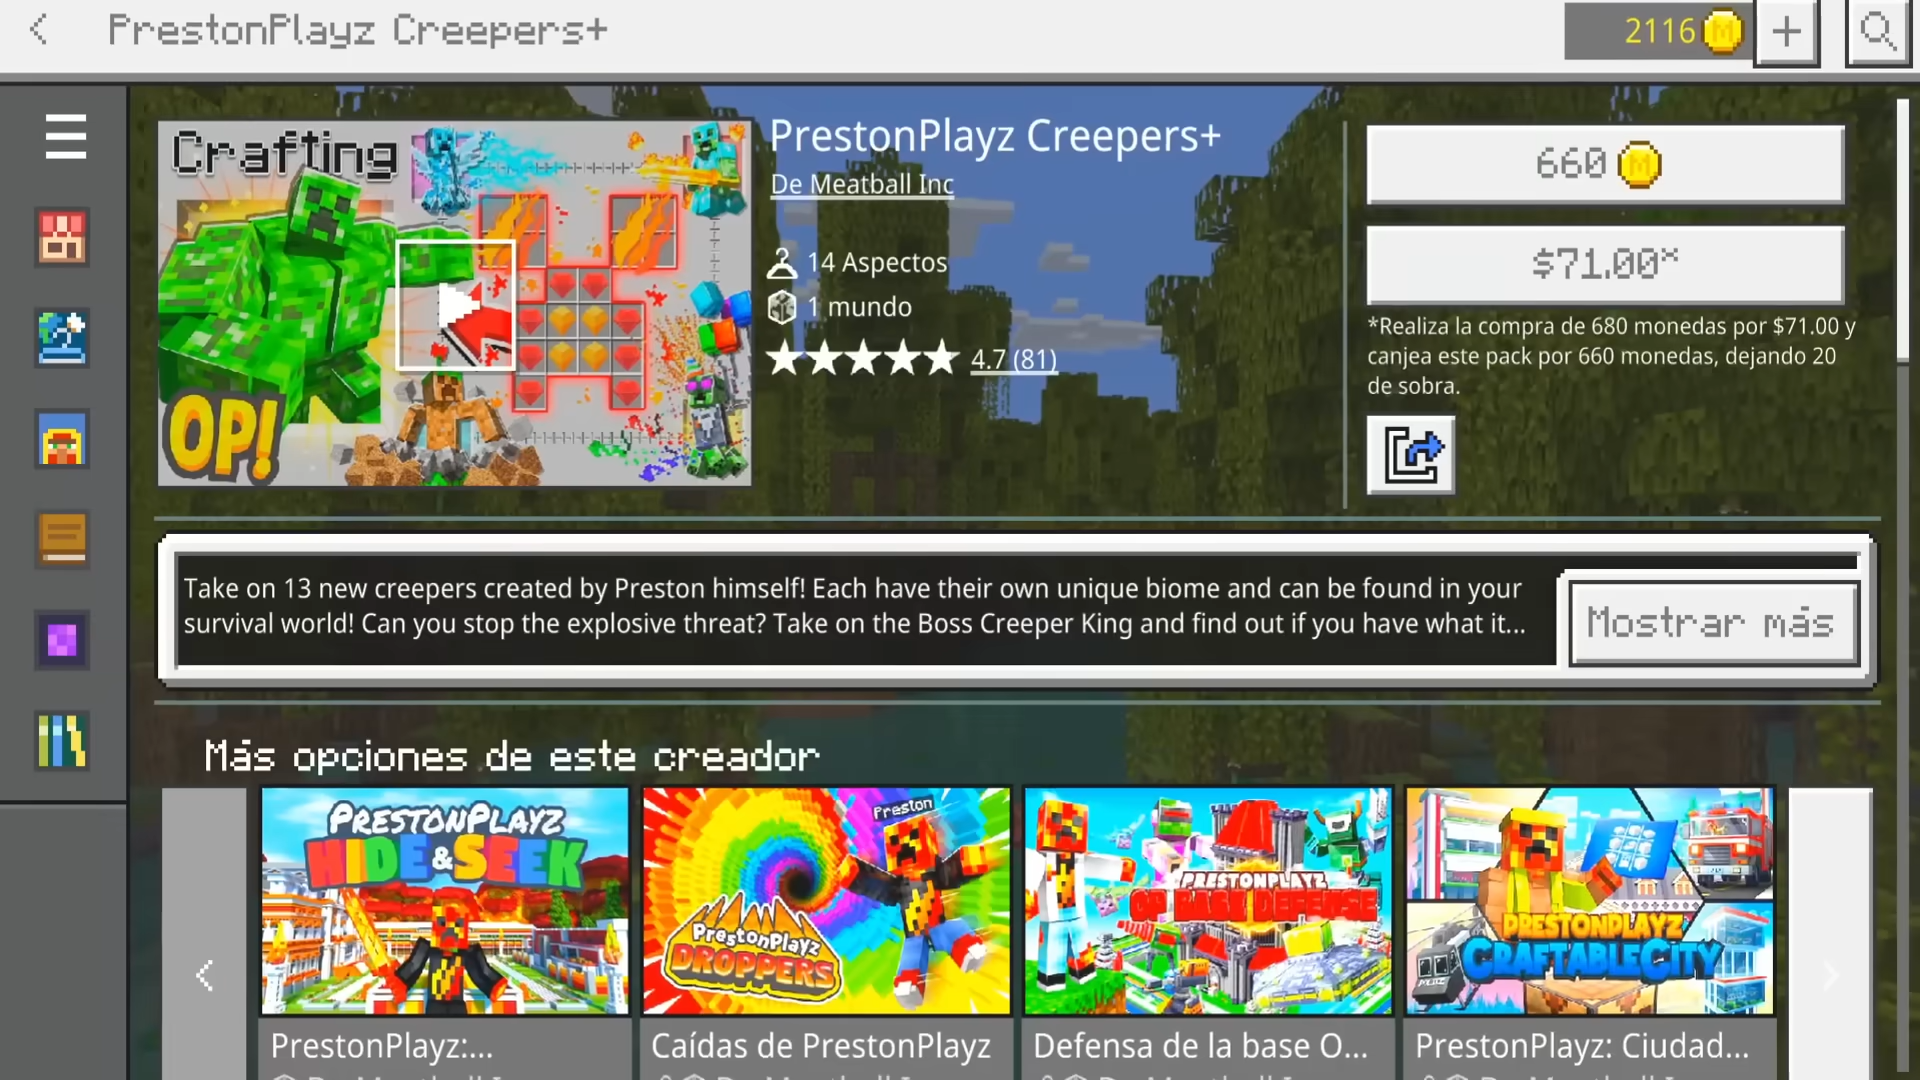 PrestonPlayz Creepers+
2116
Crafting
OP!
PrestonPlayz Creepers+
De Meatball Inc
14 Aspectos
1 mundo
4.7 (81)
660
$71.00*
*Realiza la compra de 680 monedas por $71.00 y
canjea este pack por 660 monedas, dejando 20
de sobra.
Take on 13 new creepers created by Preston himself! Each have their own unique biome and can be found in your
survival world! Can you stop the explosive threat? Take on the Boss Creeper King and find out if you have what it...
Mostrar más
Más opciones de este creador
PRESTONPLAYZ
HIDE & SEEK
Preston
PrestonPlayz
DROPPERS
PRESTONPLAYZ
OP BASE DEFENSE
PRESTONPLAYZ
CRAFTABLE CITY
PrestonPlayz:...
Caídas de PrestonPlayz
Defensa de la base O...
PrestonPlayz: Ciudad...